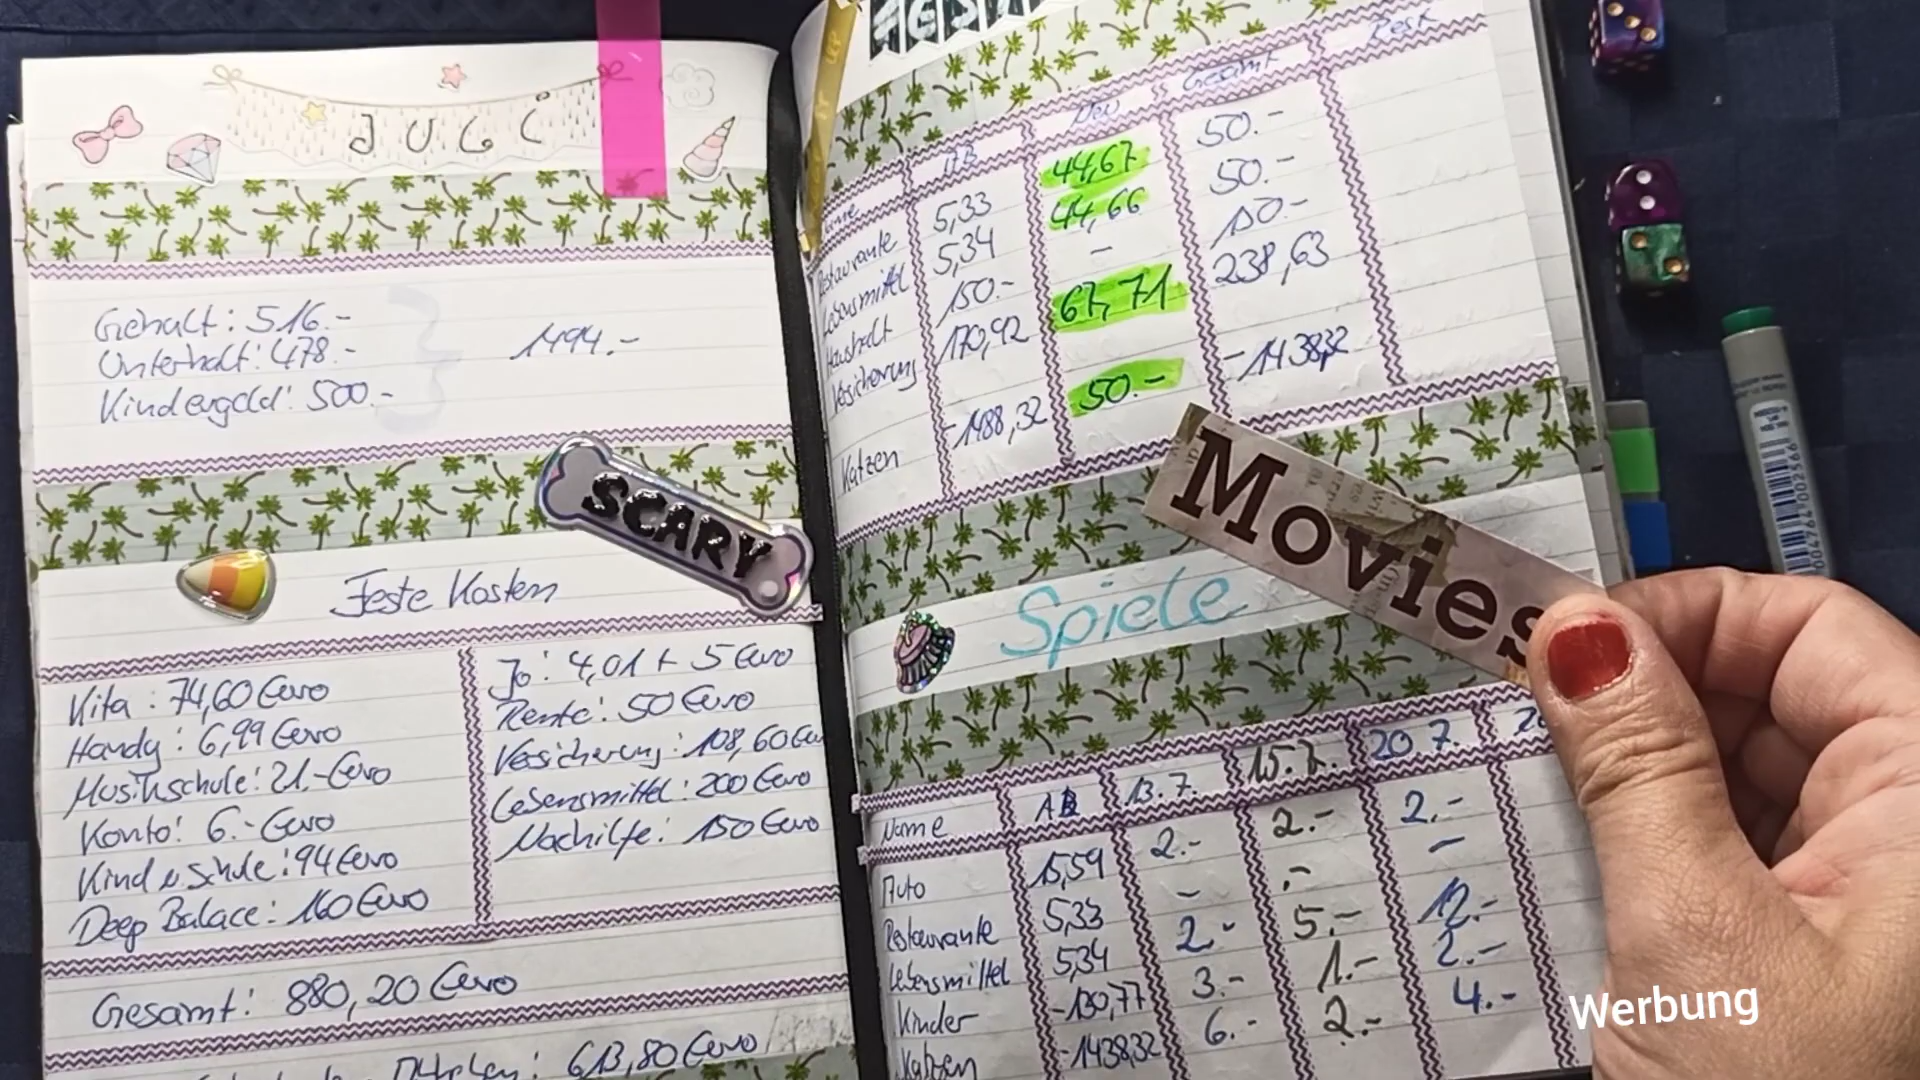 JULI
Gehalt: 516.-
Unterhalt: 478.-
Kindergeld: 500.-
1494.-
SCARY
Feste Kosten
Kita: 74,60 Euro
Handy: 6,99 Euro
Musikschule: 21.- Euro
Konto: 6.- Euro
Kind u. Schule: 94 Euro
Deep Balace: 160 Euro
Jo: 4,01 + 5 Euro
Rente: 50 Euro
Versicherung: 108,60 Eu
Lebensmittel: 200 Euro
Nachhilfe: 150 Euro
Gesamt: 880,20 Euro
: 613,80 Euro
AB Neu Gesamt Rest
Restaurante 5,33 44,67 50.-
Lebensmittel 5,34 44,66 50.-
Haushalt 150.- - 150.-
Versicherung 170,92 67,71 238,63
Katzen -1488,32 50.- -1438,32
Movies
Spiele
Name AB 13.7. 15.7. 20.7.
Auto 15,59 2.- 2.- 2.-
Restaurante 5,33 - .- -
Lebensmittel 5,34 2.- 5.- 12.-
Kinder -130,77 3.- 1.- 2.-
Katzen -1438,32 6.- 2.- 4.-
004764 002566
Werbung